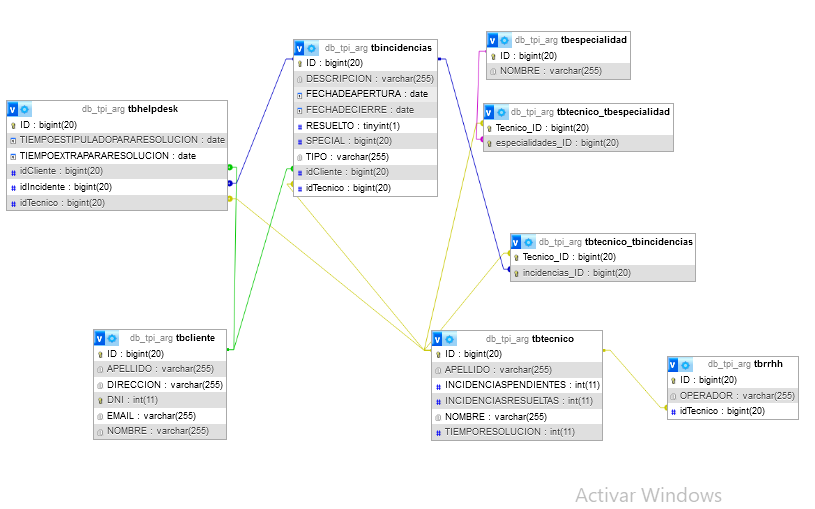 db_tpi_arg tbhelpdesk
ID : bigint(20)
TIEMPOESTIPULADOPARARESOLUCION : date
TIEMPOEXTRAPARARESOLUCION : date
idCliente : bigint(20)
idIncidente : bigint(20)
idTecnico : bigint(20)
db_tpi_arg tbincidencias
ID : bigint(20)
DESCRIPCION : varchar(255)
FECHADEAPERTURA : date
FECHADECIERRE : date
RESUELTO : tinyint(1)
SPECIAL : bigint(20)
TIPO : varchar(255)
idCliente : bigint(20)
idTecnico : bigint(20)
db_tpi_arg tbespecialidad
ID : bigint(20)
NOMBRE : varchar(255)
db_tpi_arg tbtecnico_tbespecialidad
Tecnico_ID : bigint(20)
especialidades_ID : bigint(20)
db_tpi_arg tbtecnico_tbincidencias
Tecnico_ID : bigint(20)
incidencias_ID : bigint(20)
db_tpi_arg tbcliente
ID : bigint(20)
APELLIDO : varchar(255)
DIRECCION : varchar(255)
DNI : int(11)
EMAIL : varchar(255)
NOMBRE : varchar(255)
db_tpi_arg tbtecnico
ID : bigint(20)
APELLIDO : varchar(255)
INCIDENCIASPENDIENTES : int(11)
INCIDENCIASRESUELTAS : int(11)
NOMBRE : varchar(255)
TIEMPORESOLUCION : int(11)
db_tpi_arg tbrrhh
ID : bigint(20)
OPERADOR : varchar(255)
idTecnico : bigint(20)
Activar Windows